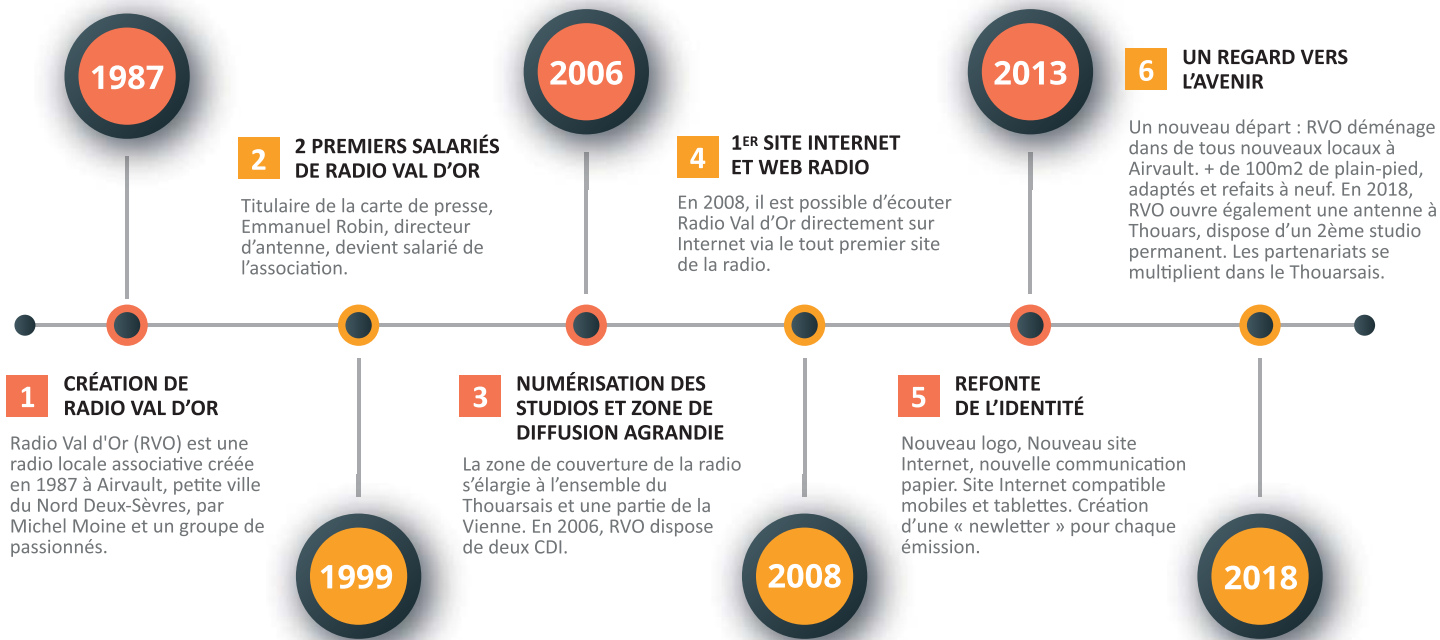 1987
1
CRÉATION DE
RADIO VAL D'OR
Radio Val d'Or (RVO) est une
radio locale associative créée
en 1987 à Airvault, petite ville
du Nord Deux-Sèvres, par
Michel Moine et un groupe de
passionnés.
2
2 PREMIERS SALARIÉS
DE RADIO VAL D'OR
Titulaire de la carte de presse,
Emmanuel Robin, directeur
d'antenne, devient salarié de
l'association.
1999
2006
3
NUMÉRISATION DES
STUDIOS ET ZONE DE
DIFFUSION AGRANDIE
La zone de couverture de la radio
s'élargie à l'ensemble du
Thouarsais et une partie de la
Vienne. En 2006, RVO dispose
de deux CDI.
4
1ER SITE INTERNET
ET WEB RADIO
En 2008, il est possible d'écouter
Radio Val d'Or directement sur
Internet via le tout premier site
de la radio.
2008
2013
5
REFONTE
DE L'IDENTITÉ
Nouveau logo, Nouveau site
Internet, nouvelle communication
papier. Site Internet compatible
mobiles et tablettes. Création
d'une « newletter » pour chaque
émission.
6
UN REGARD VERS
L'AVENIR
Un nouveau départ : RVO déménage
dans de tous nouveaux locaux à
Airvault. + de 100m2 de plain-pied,
adaptés et refaits à neuf. En 2018,
RVO ouvre également une antenne à
Thouars, dispose d'un 2ème studio
permanent. Les partenariats se
multiplient dans le Thouarsais.
2018